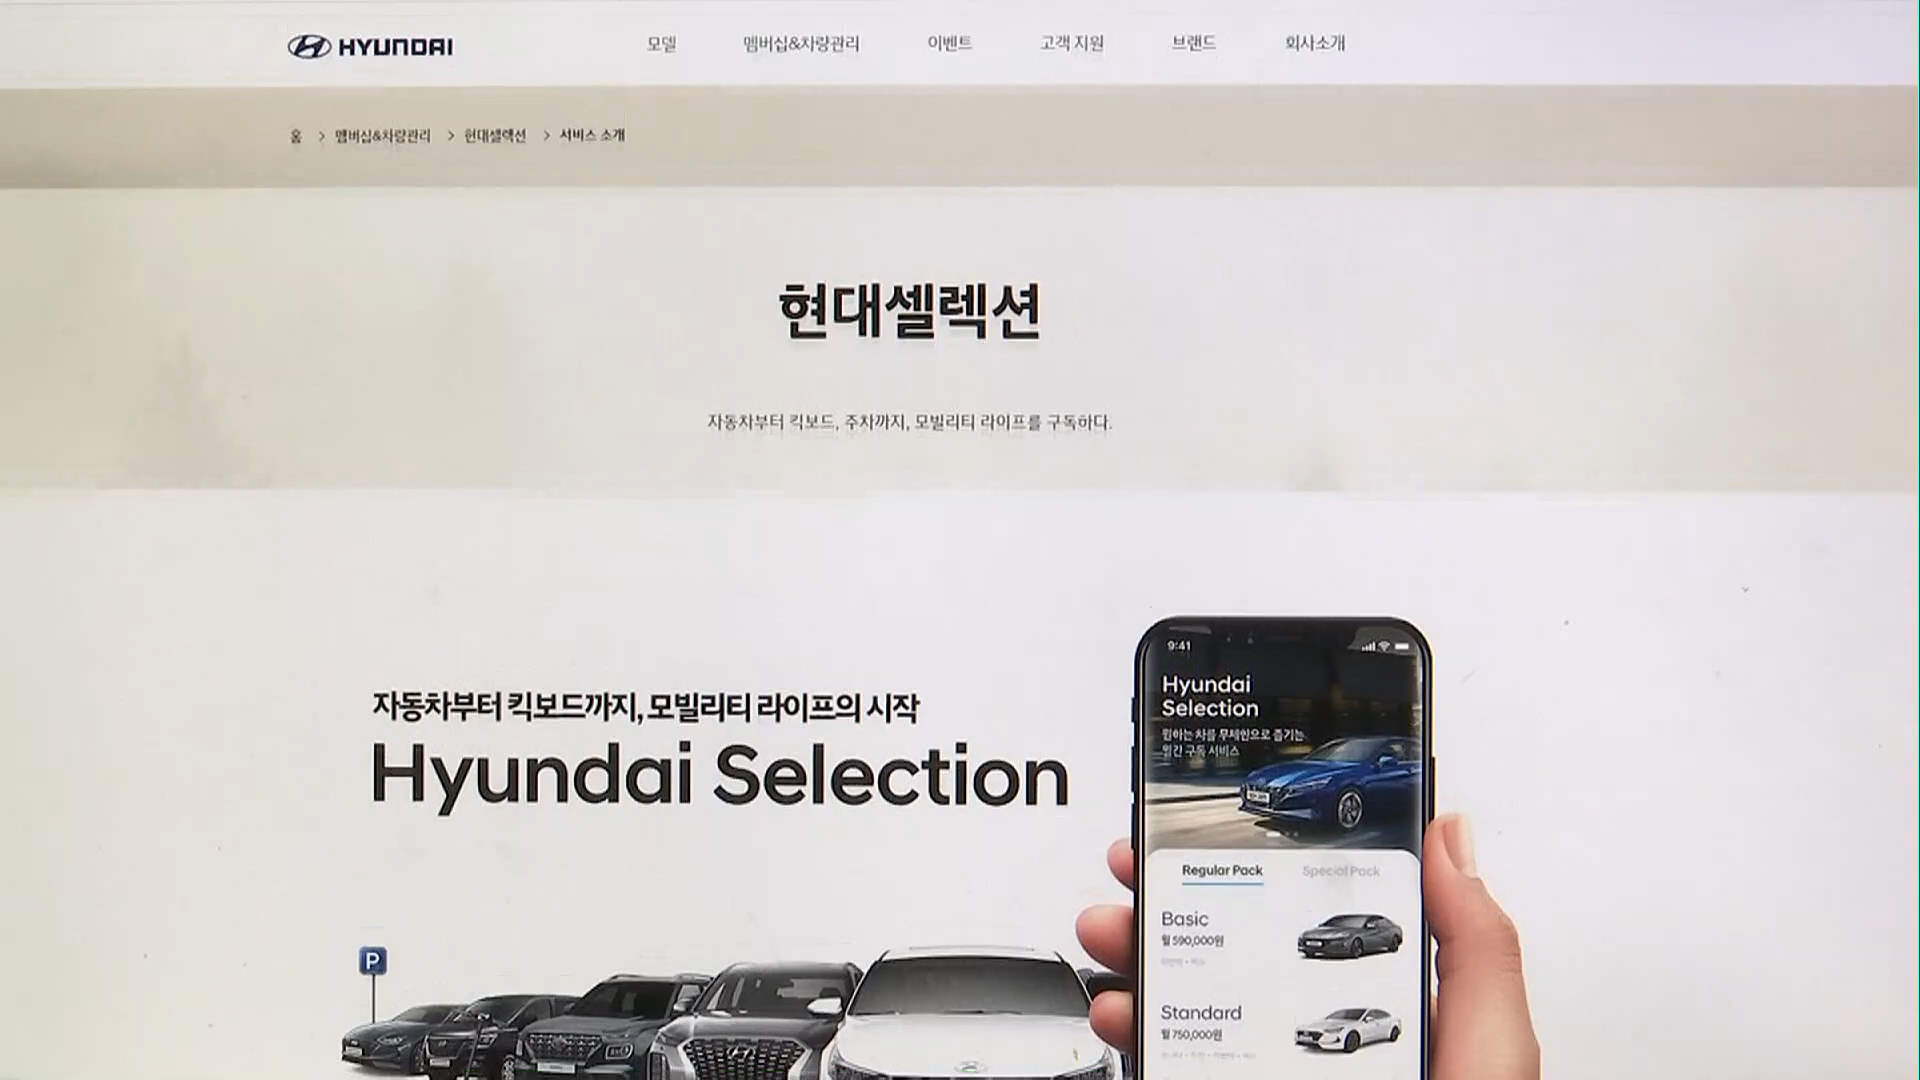 HYUNDAI
모델
멤버십&차량관리
이벤트
고객 지원
브랜드
회사소개
홈 > 멤버십&차량관리 > 현대셀렉션 > 서비스 소개
현대셀렉션
자동차부터 킥보드, 주차까지, 모빌리티 라이프를 구독하다.
자동차부터 킥보드까지, 모빌리티 라이프의 시작
Hyundai Selection
P
9:41
Hyundai
Selection
원하는 차를 무제한으로 즐기는
월간 구독 서비스
Regular Pack
Special Pack
Basic
월 590,000원
Standard
월 750,000원